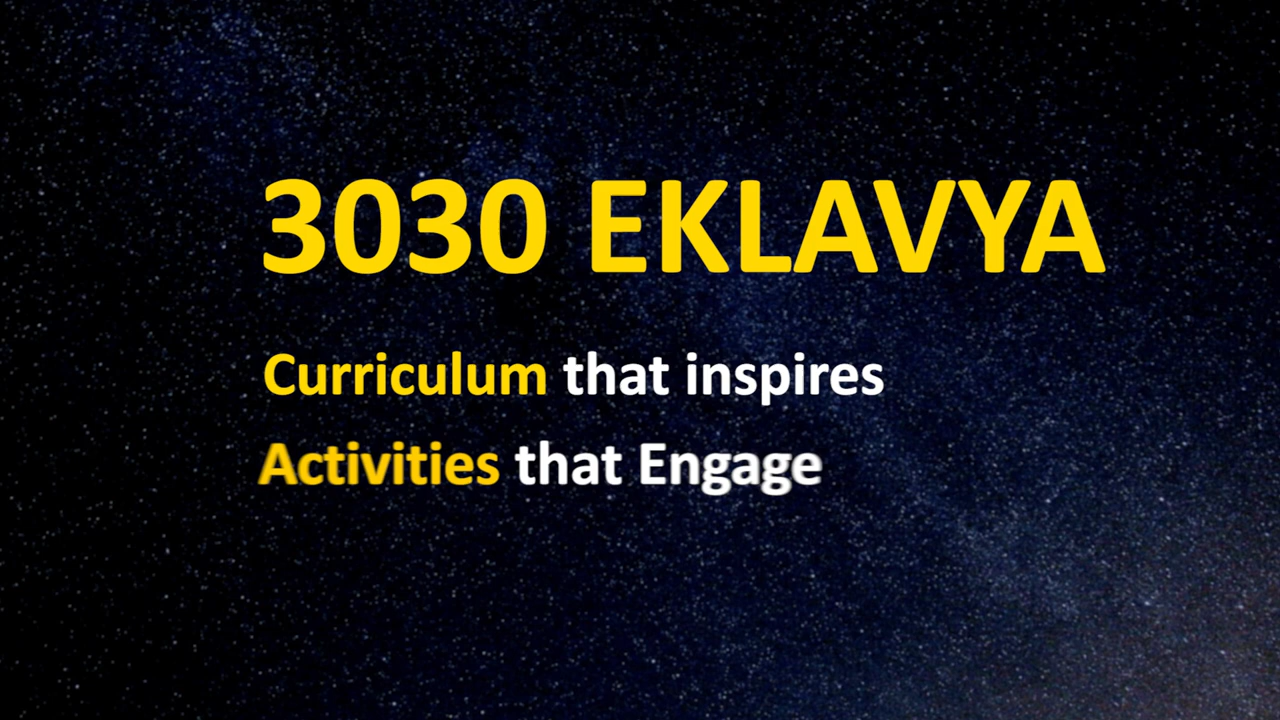 3030 EKLAVYA
Curriculum that inspires
Activities that Engage